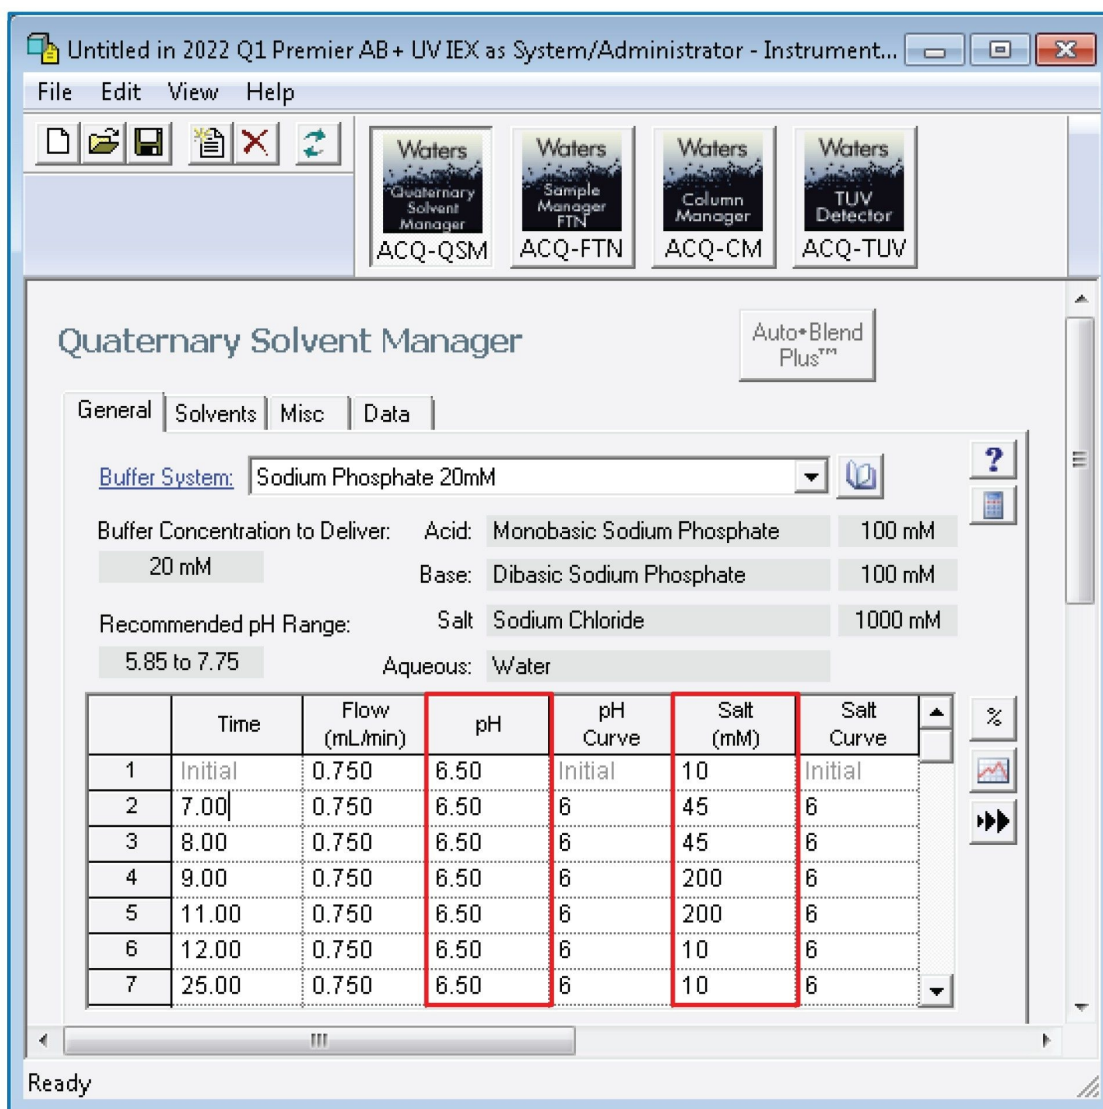 Untitled in 2022 Q1 Premier AB+ UV IEX as System/Administrator - Instrument...
File Edit View Help
Waters Quaternary Solvent Manager
Waters Sample Manager FTN
Waters Column Manager
Waters TUV Detector
ACQ-QSM ACQ-FTN ACQ-CM ACQ-TUV
Quaternary Solvent Manager
Auto•Blend
Plus™
General Solvents Misc Data
Buffer System: Sodium Phosphate 20mM
?
Buffer Concentration to Deliver: Acid: Monobasic Sodium Phosphate 100 mM
20 mM
Base: Dibasic Sodium Phosphate 100 mM
Recommended pH Range: Salt Sodium Chloride 1000 mM
5.85 to 7.75 Aqueous: Water
Time Flow (mL/min) pH pH Curve Salt (mM) Salt Curve
%
1 Initial 0.750 6.50 Initial 10 Initial
2 7.00 0.750 6.50 6 45 6
3 8.00 0.750 6.50 6 45 6
4 9.00 0.750 6.50 6 200 6
5 11.00 0.750 6.50 6 200 6
6 12.00 0.750 6.50 6 10 6
7 25.00 0.750 6.50 6 10 6
Ready